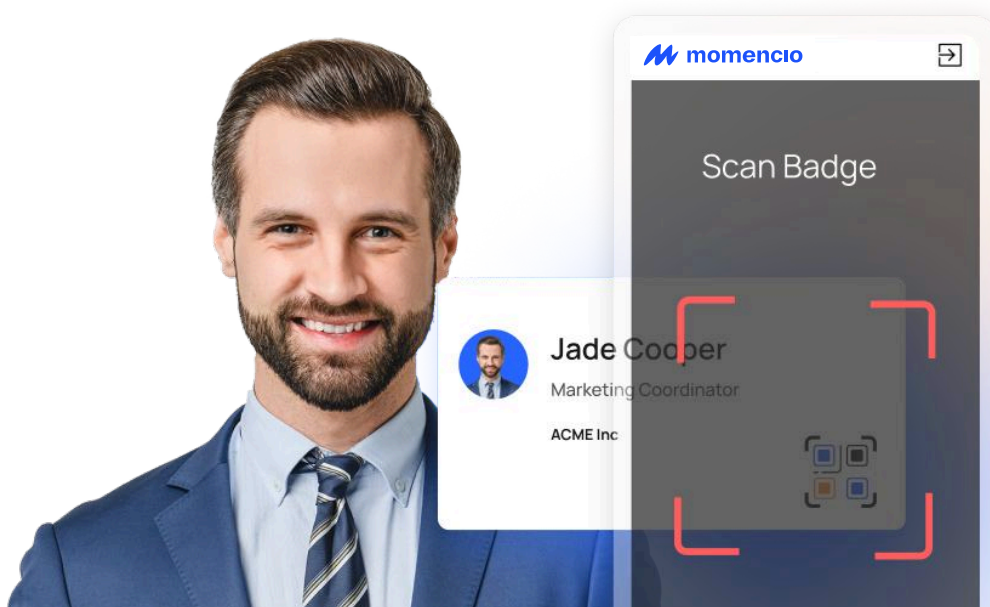 momencio
Scan Badge
Jade Cooper
Marketing Coordinator
ACME Inc